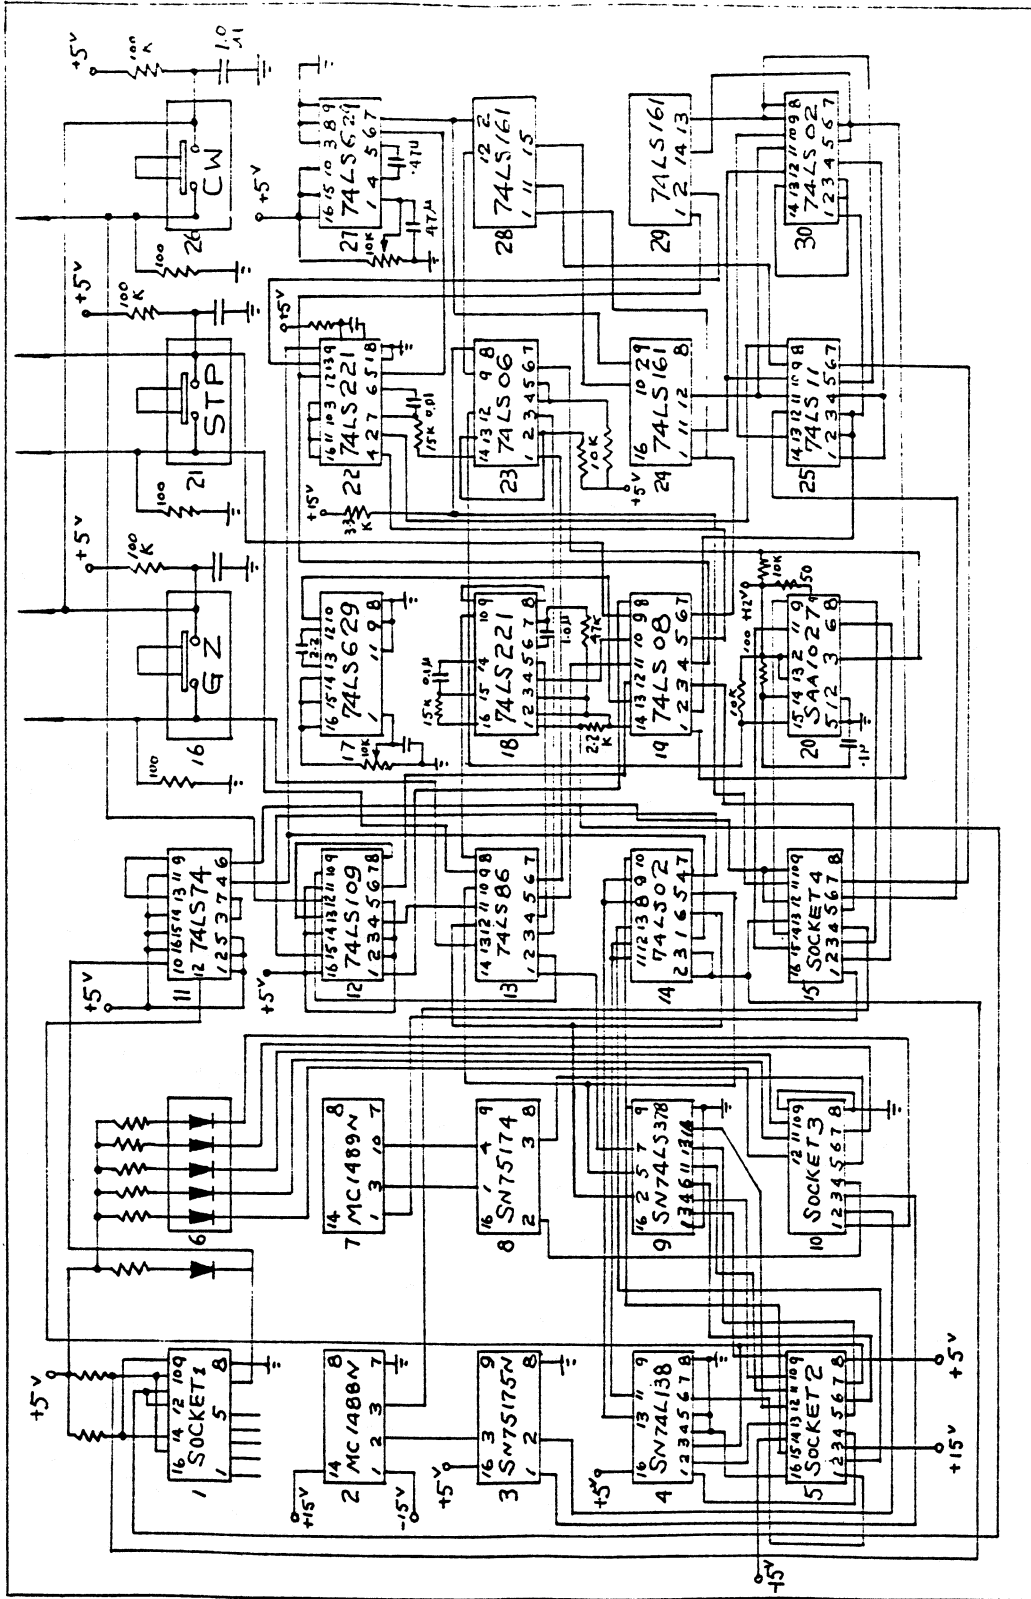 +5V
16 14 12 10 9
SOCKET1
1 5 8
1
+15V
14 8
MC1488N
1 2 3 7
2
-15V
+5V
16 3 9
SN75175N
1 2 8
3
+5V
16 13 11 9
SN74L138
1 2 3 4 5 6 7 8
4
-15V
16 15 14 13 12 11 10 9
SOCKET2
1 2 3 4 5 6 7 8
5
+15V
+5V
6
14 8
MC1489N
1 3 10 7
7
16 1 4 9
SN75174
2 3 8
8
16 2 5 7 9
SN74LS378
1 3 4 6 11 13 14 8
9
12 11 10 9
SOCKET3
1 2 3 4 5 6 7 8
10
+5V
10 16 15 14 13 11 9
12 74LS74
1 2 5 3 7 4 6
11
+5V
16 15 14 13 12 11 10 9
74LS109
1 2 3 4 5 6 7 8
12
14 13 12 11 10 9 8
74LS86
1 2 3 4 5 6 7
13
11 12 13 8 9 10
74LS02
2 3 1 6 5 4 7
14
16 15 14 13 12 11 10 9
SOCKET4
1 2 3 4 5 6 7 8
15
100
+5V
100
K
GZ
16
16 15 14 13 12 10
74LS629
1 11 9 8
17
10K
2.2
15K 0.1µ
16 15 14 10 9
74LS221
1 2 3 4 5 6 7 8
18
1.0µ
47K
2.2
K
14 13 12 11 10 9 8
74LS08
1 2 3 4 5 6 7
19
10K
100
+12V
10K
50
15 14 13 2 11 9
SAA1027
5 12 3 6 8
20
.1µ
100
+5V
100
K
STP
21
+5V
16 11 10 3 12 13 9
74LS221
4 2 7 6 5 1 8
22
15K 0.01
+15V
3.3
K
14 13 12 9 8
74LS06
1 2 3 4 5 6 7
23
10K
+5V
16 10 9
74LS161
1 11 12 8
24
14 13 12 11 10 9 8
74LS11
1 2 3 4 5 6 7
25
100
+5V
100
K
1.0
µ
CW
26
+5V
16 15 10 3 8 9
74LS629
1 4 5 6 7
27
10K
.47µ
.47µ
12 2
74LS161
1 11 15
28
74LS161
1 2 14 13
29
14 13 12 11 10 9 8
74LS02
1 2 3 4 5 6 7
30